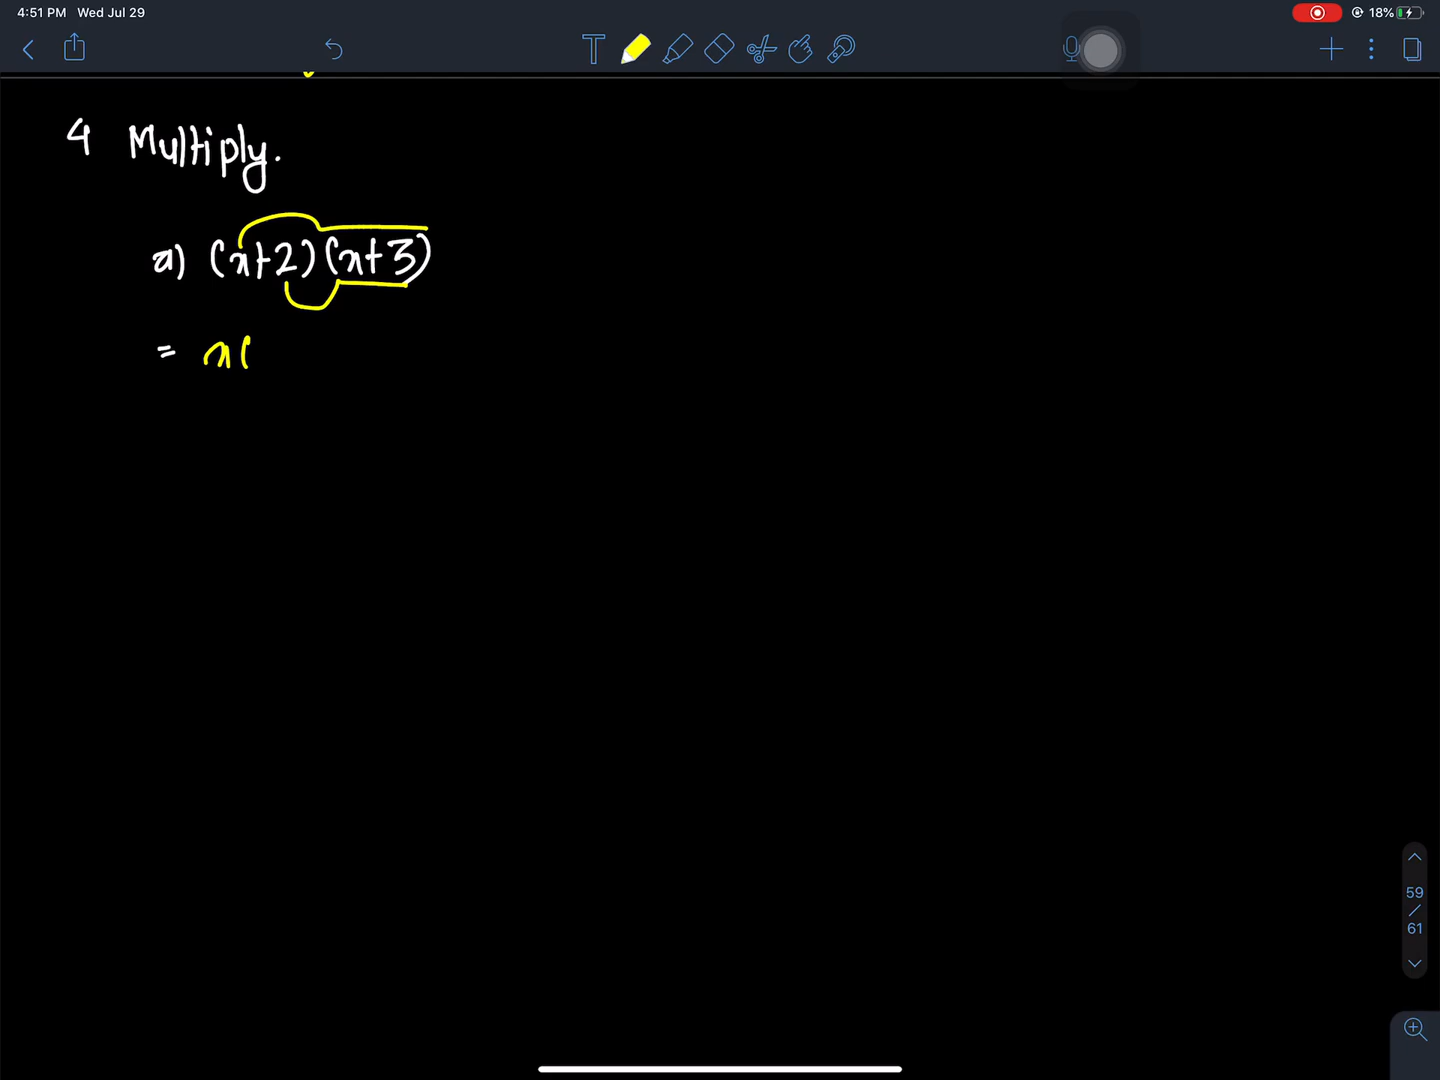 4:51 PM Wed Jul 29
18%
T
4 Multiply.
a) (x+2)(x+3)
= x(
59
/
61